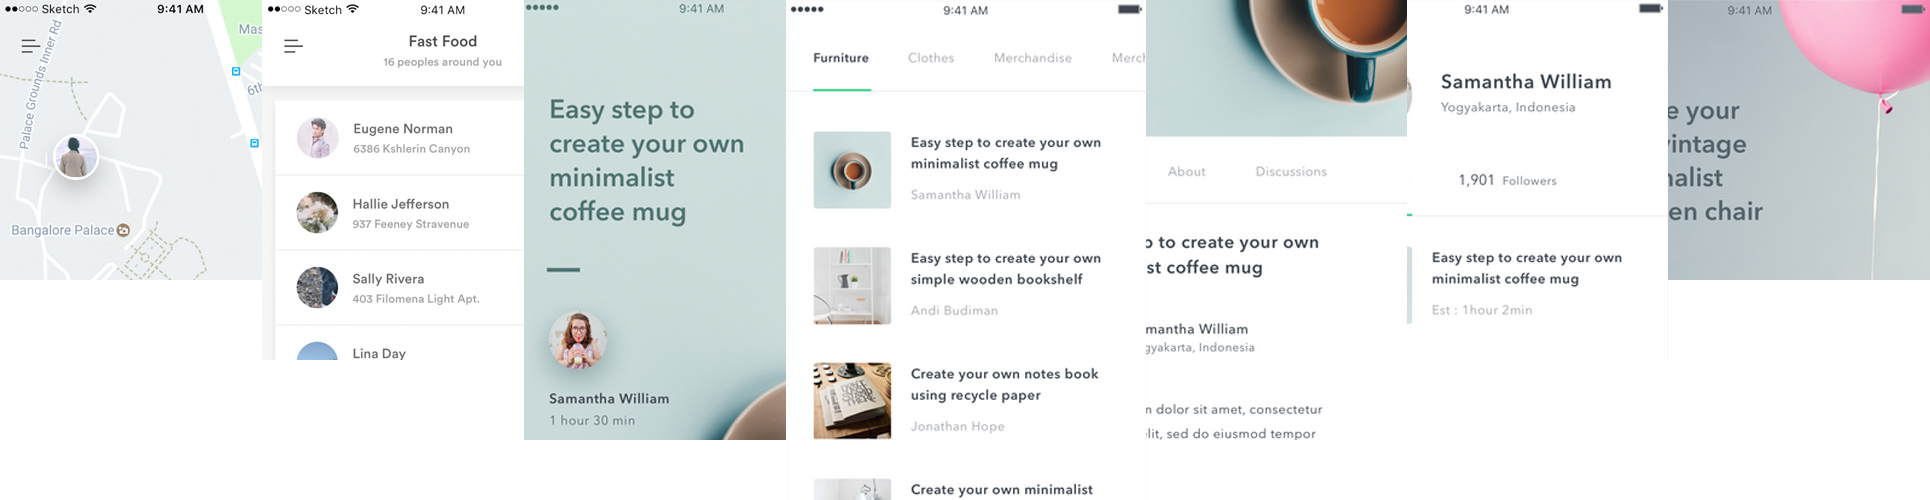 Sketch 9:41 AM
Palace Grounds Inner Rd
Mas
6th
Bangalore Palace
Sketch 9:41 AM
Fast Food
16 peoples around you
Eugene Norman
6386 Kshlerin Canyon
Hallie Jefferson
937 Feeney Stravenue
Sally Rivera
403 Filomena Light Apt.
Lina Day
9:41 AM
Easy step to
create your own
minimalist
coffee mug
Samantha William
1 hour 30 min
9:41 AM
Furniture Clothes Merchandise Merch
Easy step to create your own
minimalist coffee mug
Samantha William
Easy step to create your own
simple wooden bookshelf
Andi Budiman
Create your own notes book
using recycle paper
Jonathan Hope
Create your own minimalist
About Discussions
p to create your own
st coffee mug
mantha William
gyakarta, Indonesia
m dolor sit amet, consectetur
elit, sed do eiusmod tempor
9:41 AM
Samantha William
Yogyakarta, Indonesia
1,901 Followers
Easy step to create your own
minimalist coffee mug
Est : 1hour 2min
9:41 AM
e your
vintage
nalist
en chair